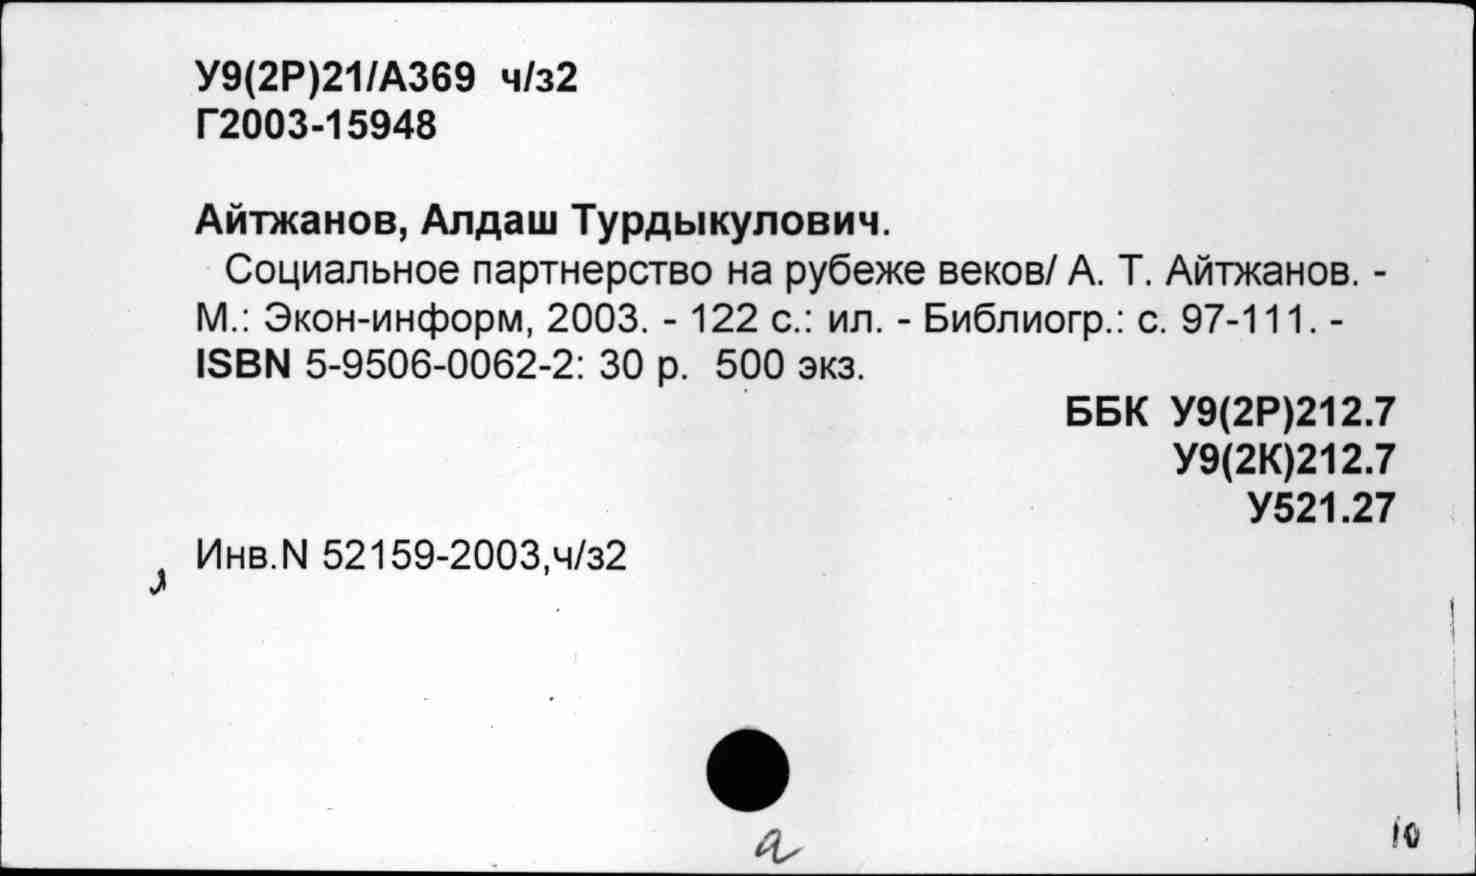 У9(2Р)21/А369 ч/з2
Г2003-15948
Айтжанов, Алдаш Турдыкулович.
Социальное партнерство на рубеже веков/ А. Т. Айтжанов. -
М.: Экон-информ, 2003. - 122 с.: ил. - Библиогр.: с. 97-111. -
ISBN 5-9506-0062-2: 30 р. 500 экз.
ББК У9(2Р)212.7
У9(2К)212.7
У521.27
Инв.N 52159-2003,ч/з2
а
10